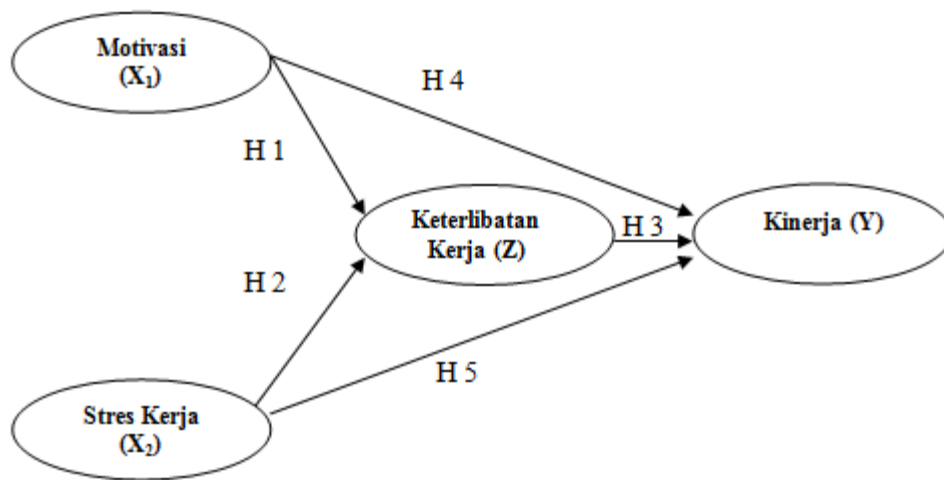 Motivasi
(X₁)
H 4
H 1
Keterlibatan
Kerja (Z)
H 3
Kinerja (Y)
H 2
H 5
Stres Kerja
(X₂)